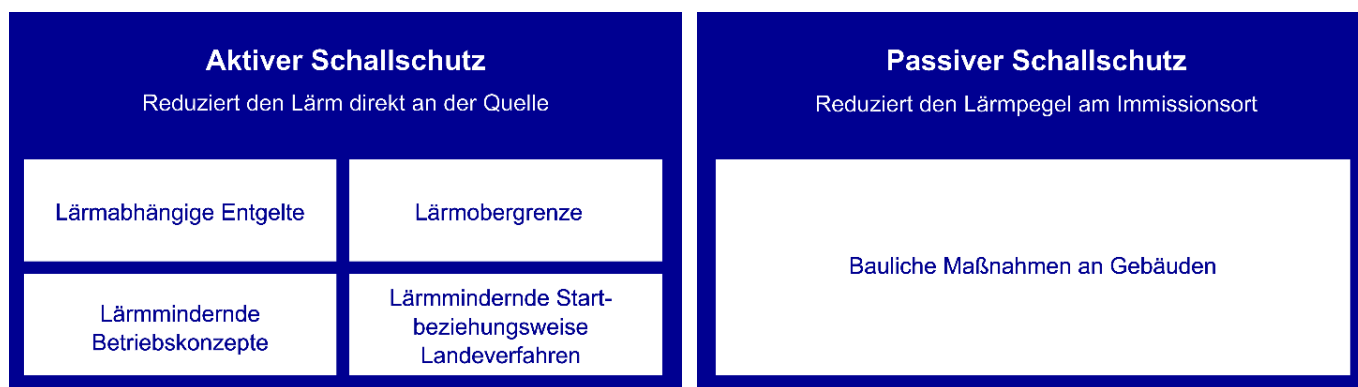 Aktiver Schallschutz
Reduziert den Lärm direkt an der Quelle
Lärmabhängige Entgelte
Lärmobergrenze
Lärmmindernde
Betriebskonzepte
Lärmmindernde Start-
beziehungsweise
Landeverfahren
Passiver Schallschutz
Reduziert den Lärmpegel am Immissionsort
Bauliche Maßnahmen an Gebäuden